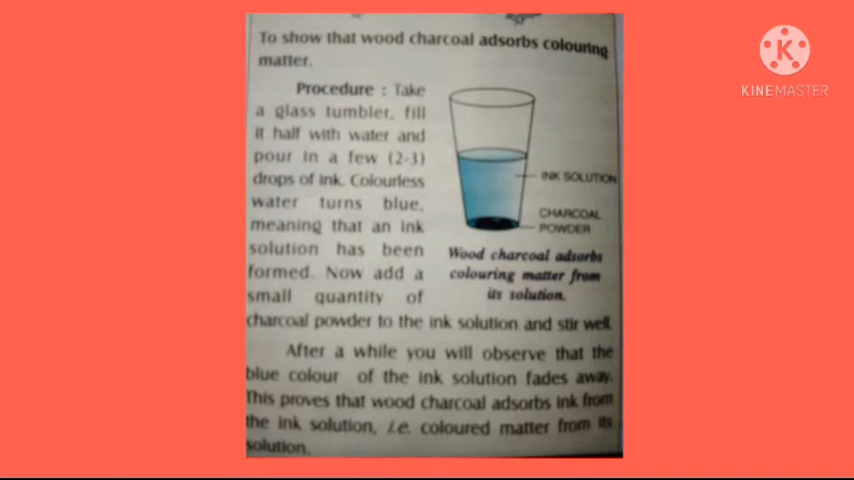 To show that wood charcoal adsorbs colouring
matter.
Procedure : Take
a glass tumbler, fill
it half with water and
pour in a few (2-3)
drops of ink. Colourless
water turns blue,
meaning that an ink
solution has been
formed. Now add a
small quantity of
charcoal powder to the ink solution and stir well.
INK SOLUTION
CHARCOAL
POWDER
Wood charcoal adsorbs
colouring matter from
its solution.
After a while you will observe that the
blue colour of the ink solution fades away.
This proves that wood charcoal adsorbs ink from
the ink solution, i.e. coloured matter from its
solution.
K
KINEMASTER